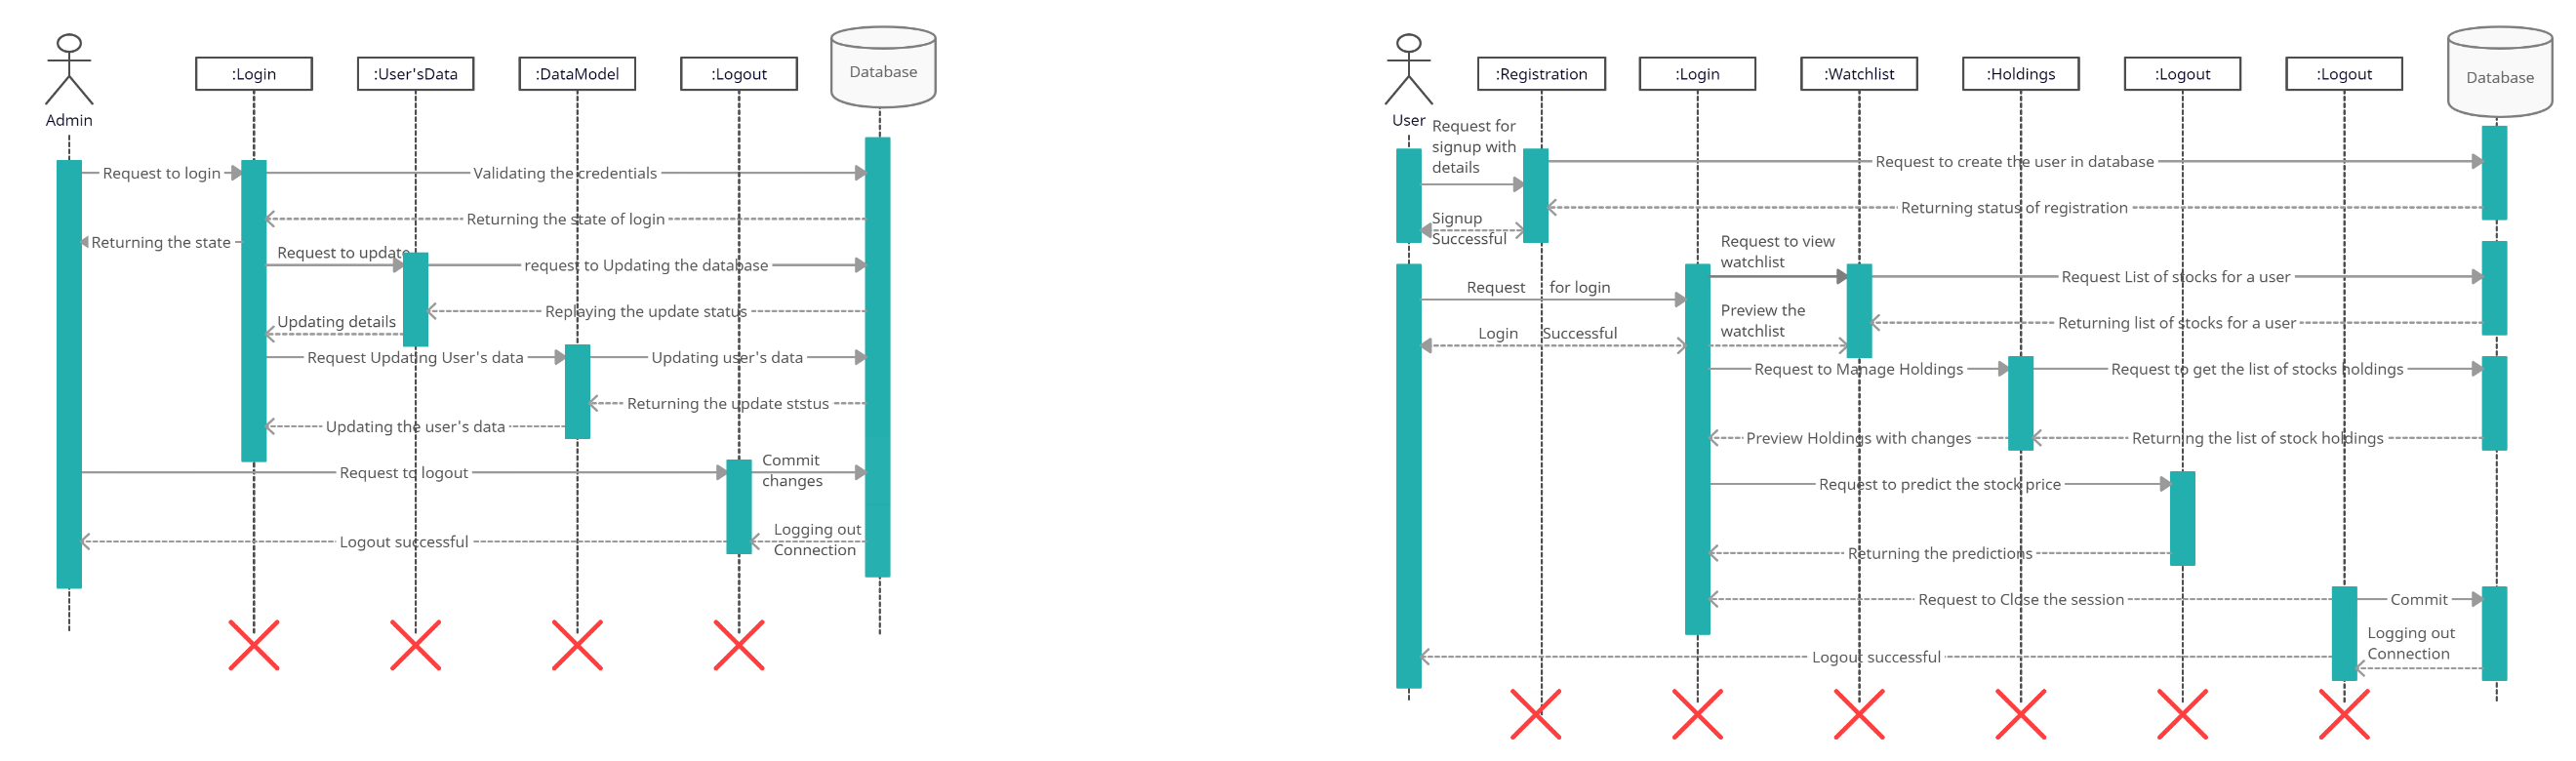 :Login
:User'sData
:DataModel
:Logout
Database
Admin
Request to login
Validating the credentials
Returning the state of login
Returning the state
Request to update
request to Updating the database
Replaying the update status
Updating details
Request Updating User's data
Updating user's data
Returning the update ststus
Updating the user's data
Request to logout
Commit
changes
Logout successful
Logging out
Connection
:Registration
:Login
:Watchlist
:Holdings
:Logout
:Logout
Database
User
Request for
signup with
details
Request to create the user in database
Returning status of registration
Signup
Successful
Request to view
watchlist
Request List of stocks for a user
Request for login
Preview the
watchlist
Returning list of stocks for a user
Login Successful
Request to Manage Holdings
Request to get the list of stocks holdings
Preview Holdings with changes
Returning the list of stock holdings
Request to predict the stock price
Returning the predictions
Request to Close the session
Commit
Logging out
Connection
Logout successful